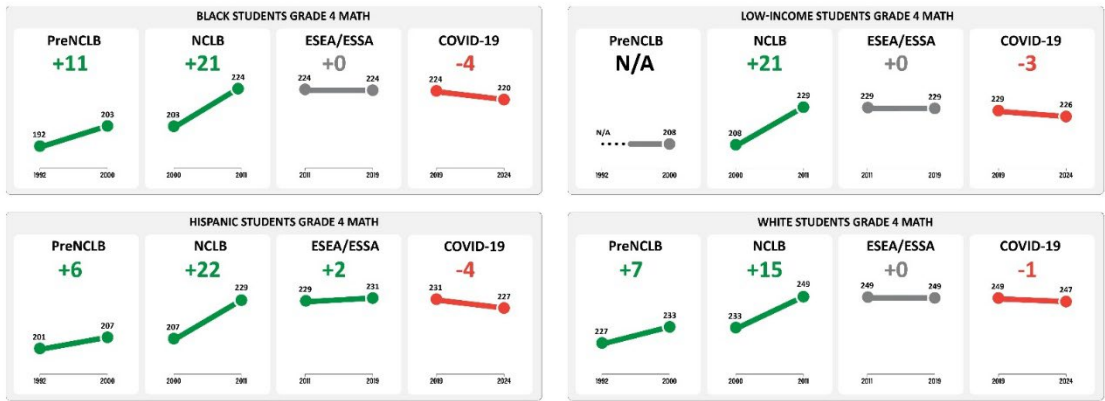 BLACK STUDENTS GRADE 4 MATH
PreNCLB NCLB ESEA/ESSA COVID-19
+11 +21 +0 -4
192 203 203 224 224 224 224 220
1992 2000 2000 2011 2011 2019 2019 2024
LOW-INCOME STUDENTS GRADE 4 MATH
PreNCLB NCLB ESEA/ESSA COVID-19
N/A +21 +0 -3
N/A 208 208 229 229 229 229 226
1992 2000 2000 2011 2011 2019 2019 2024
HISPANIC STUDENTS GRADE 4 MATH
PreNCLB NCLB ESEA/ESSA COVID-19
+6 +22 +2 -4
201 207 207 229 229 231 231 227
1992 2000 2000 2011 2011 2019 2019 2024
WHITE STUDENTS GRADE 4 MATH
PreNCLB NCLB ESEA/ESSA COVID-19
+7 +15 +0 -1
227 233 233 249 249 249 249 247
1992 2000 2000 2011 2011 2019 2019 2024